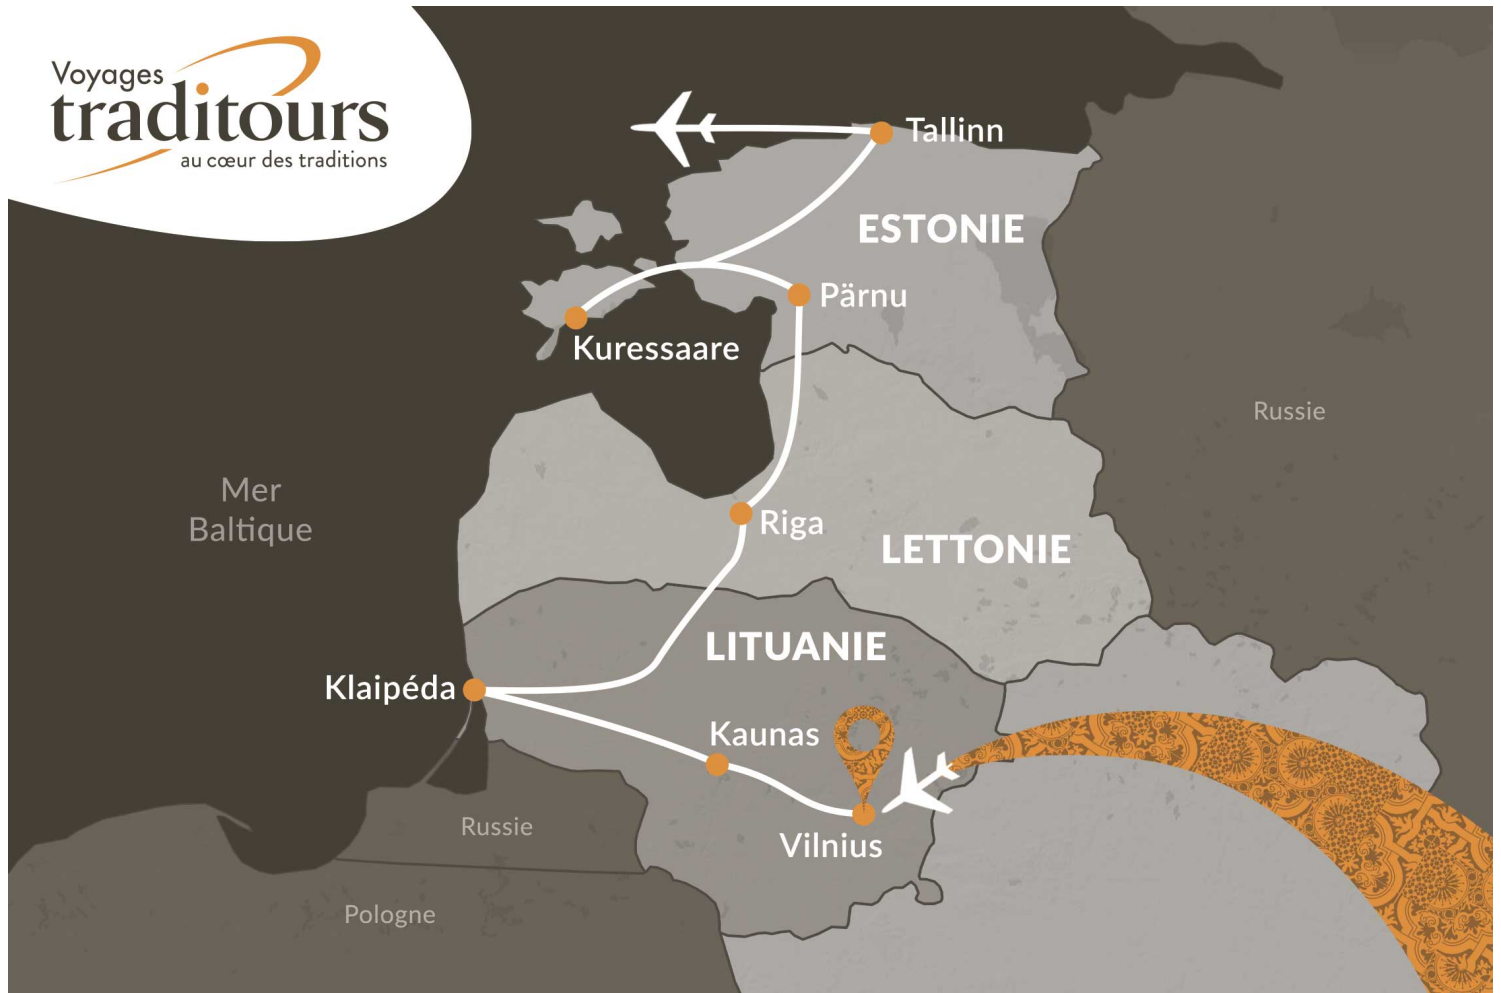 Voyages
traditours
au cœur des traditions
Tallinn
ESTONIE
Pärnu
Kuressaare
Russie
Mer
Baltique
Riga
LETTONIE
LITUANIE
Klaipéda
Kaunas
Vilnius
Russie
Pologne